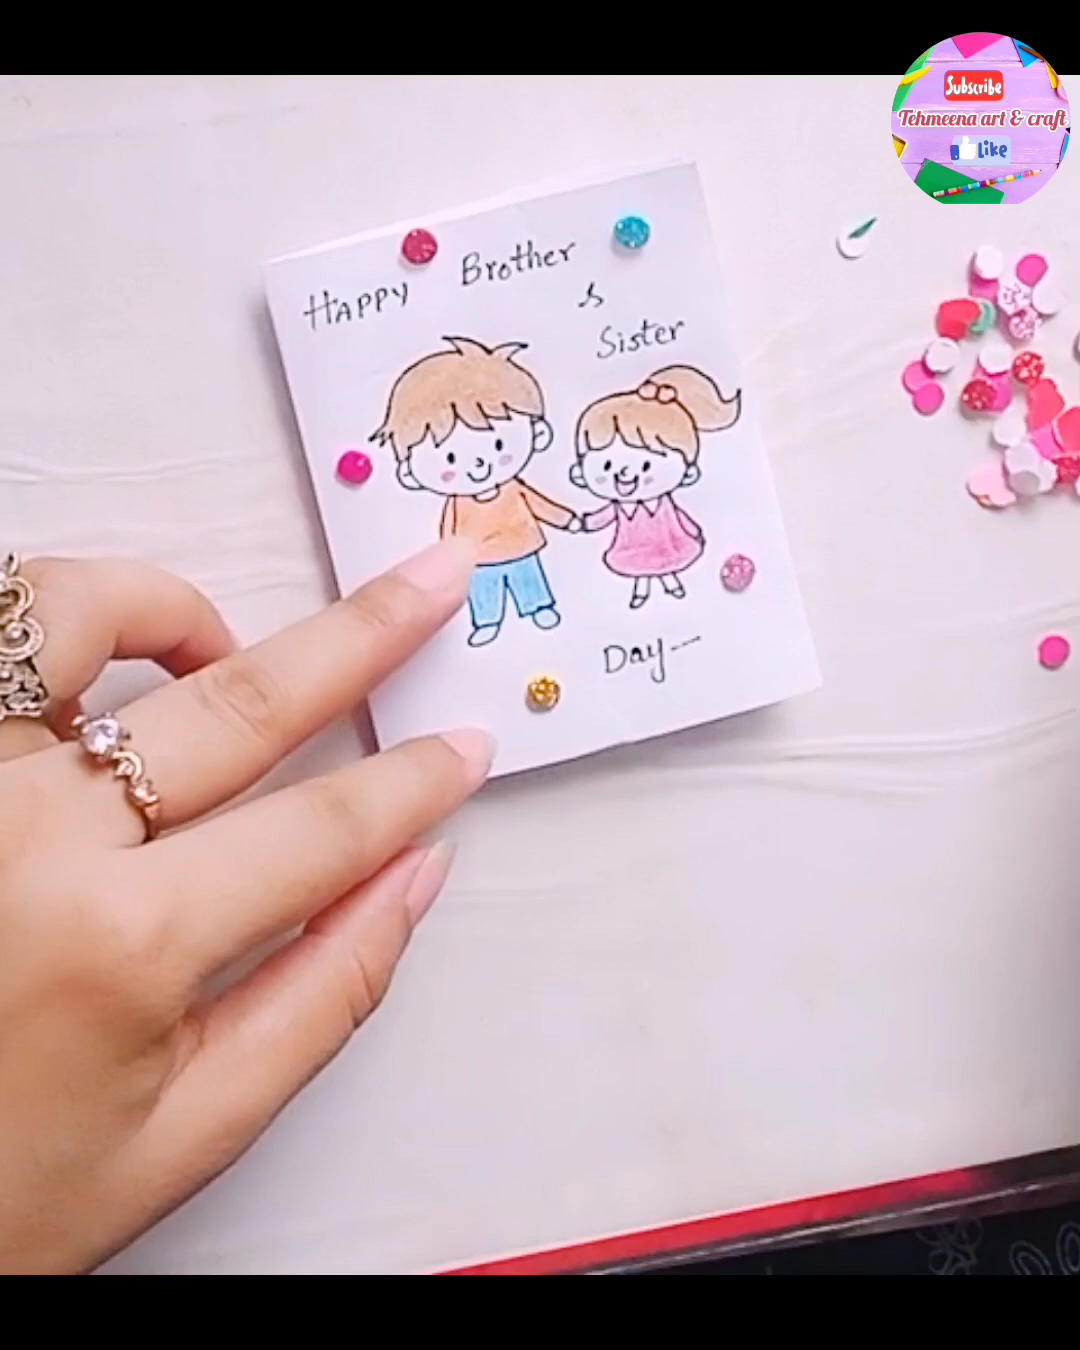 Subscribe
Tehmeena art & craft
Like
HAPPY Brother
&
Sister
Day--